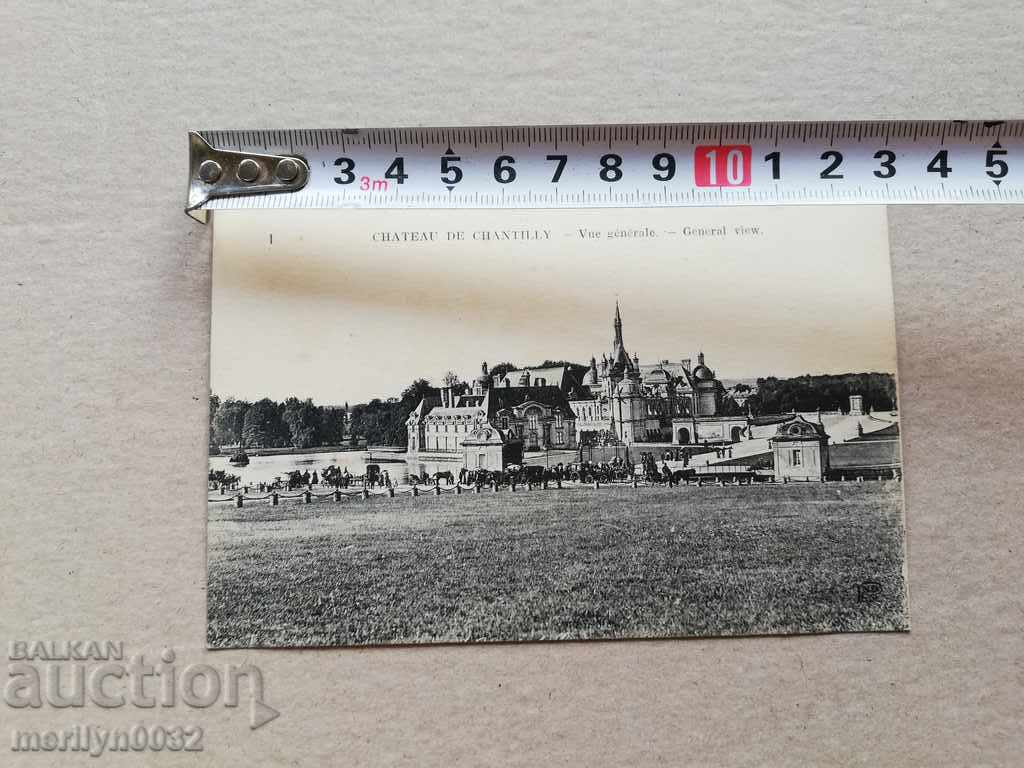 3 4 5 6 7 8 9 10 1 2 3 4 5
3m
1 CHATEAU DE CHANTILLY – Vue générale. – General view.
BALKAN
auction
merilyn0032